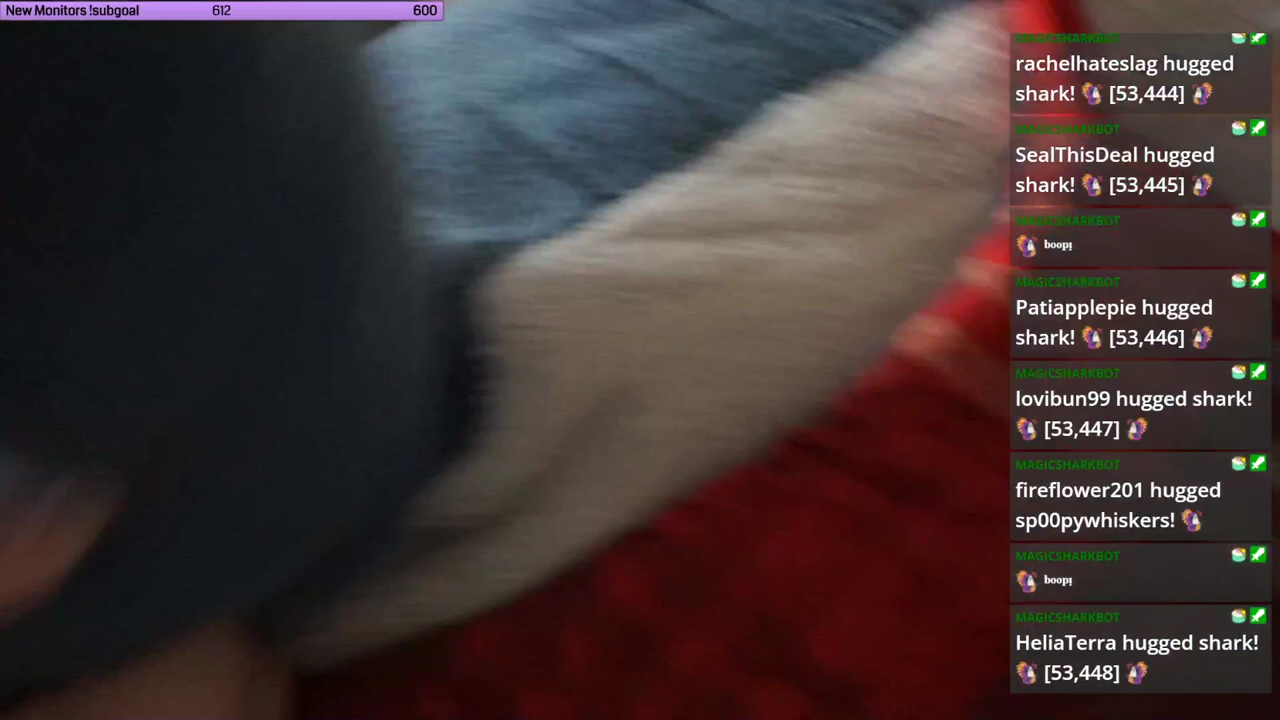 New Monitors !subgoal 612 600
MAGICSHARKBOT
rachelhateslag hugged
shark! [53,444]
MAGICSHARKBOT
SealThisDeal hugged
shark! [53,445]
MAGICSHARKBOT
boop!
MAGICSHARKBOT
Patiapplepie hugged
shark! [53,446]
MAGICSHARKBOT
lovibun99 hugged shark!
[53,447]
MAGICSHARKBOT
fireflower201 hugged
sp00pywhiskers!
MAGICSHARKBOT
boop!
MAGICSHARKBOT
HeliaTerra hugged shark!
[53,448]